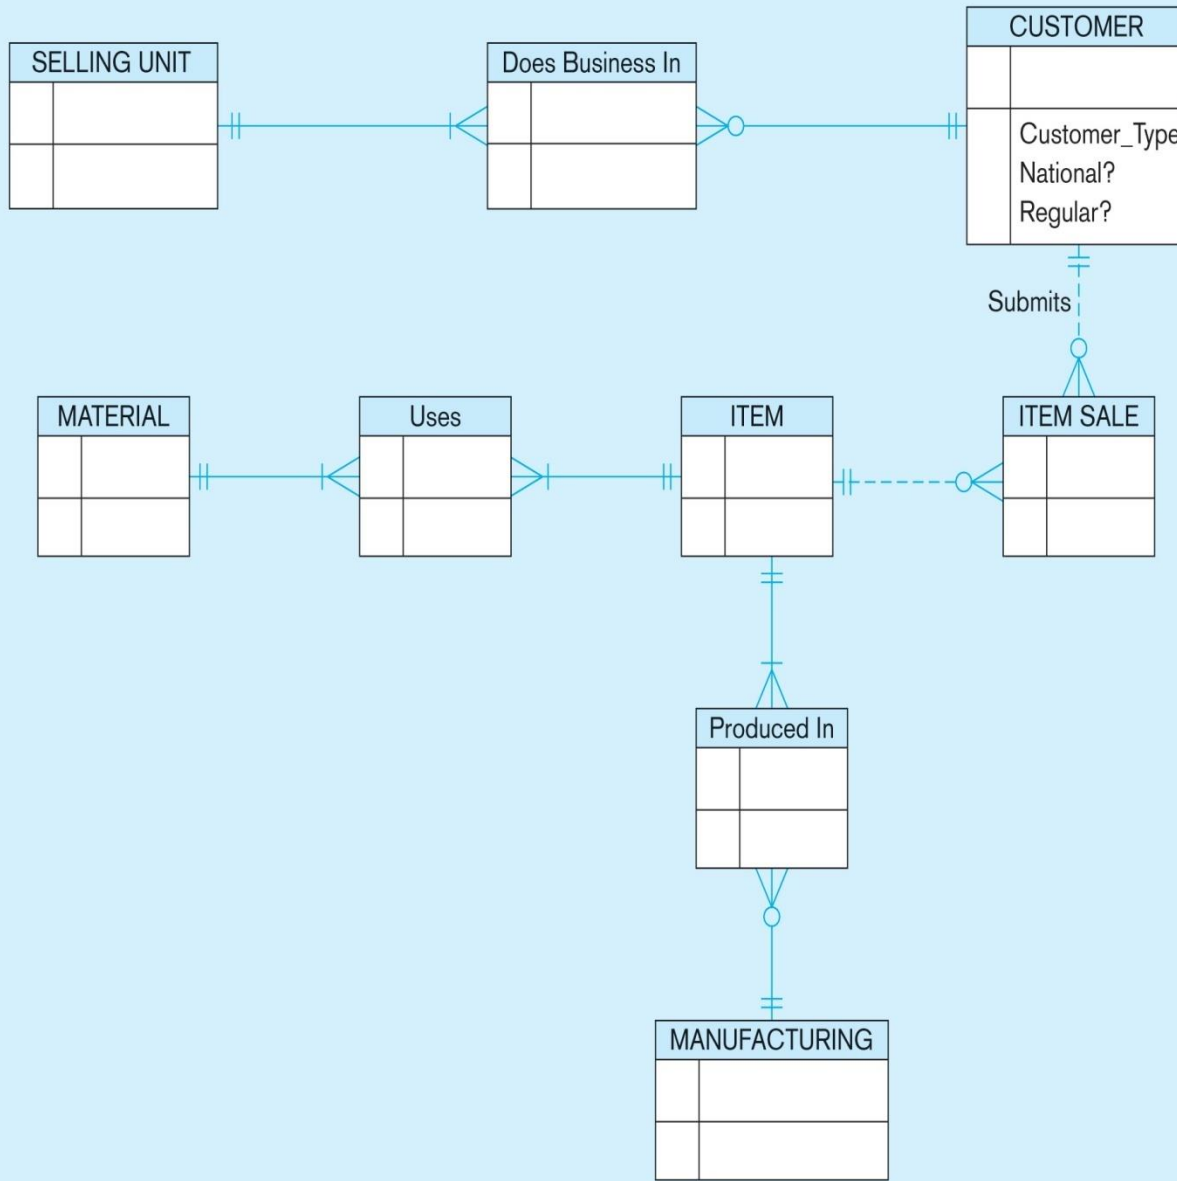 CUSTOMER
SELLING UNIT
Does Business In
Customer_Type
National?
Regular?
Submits
MATERIAL
Uses
ITEM
ITEM SALE
Produced In
MANUFACTURING